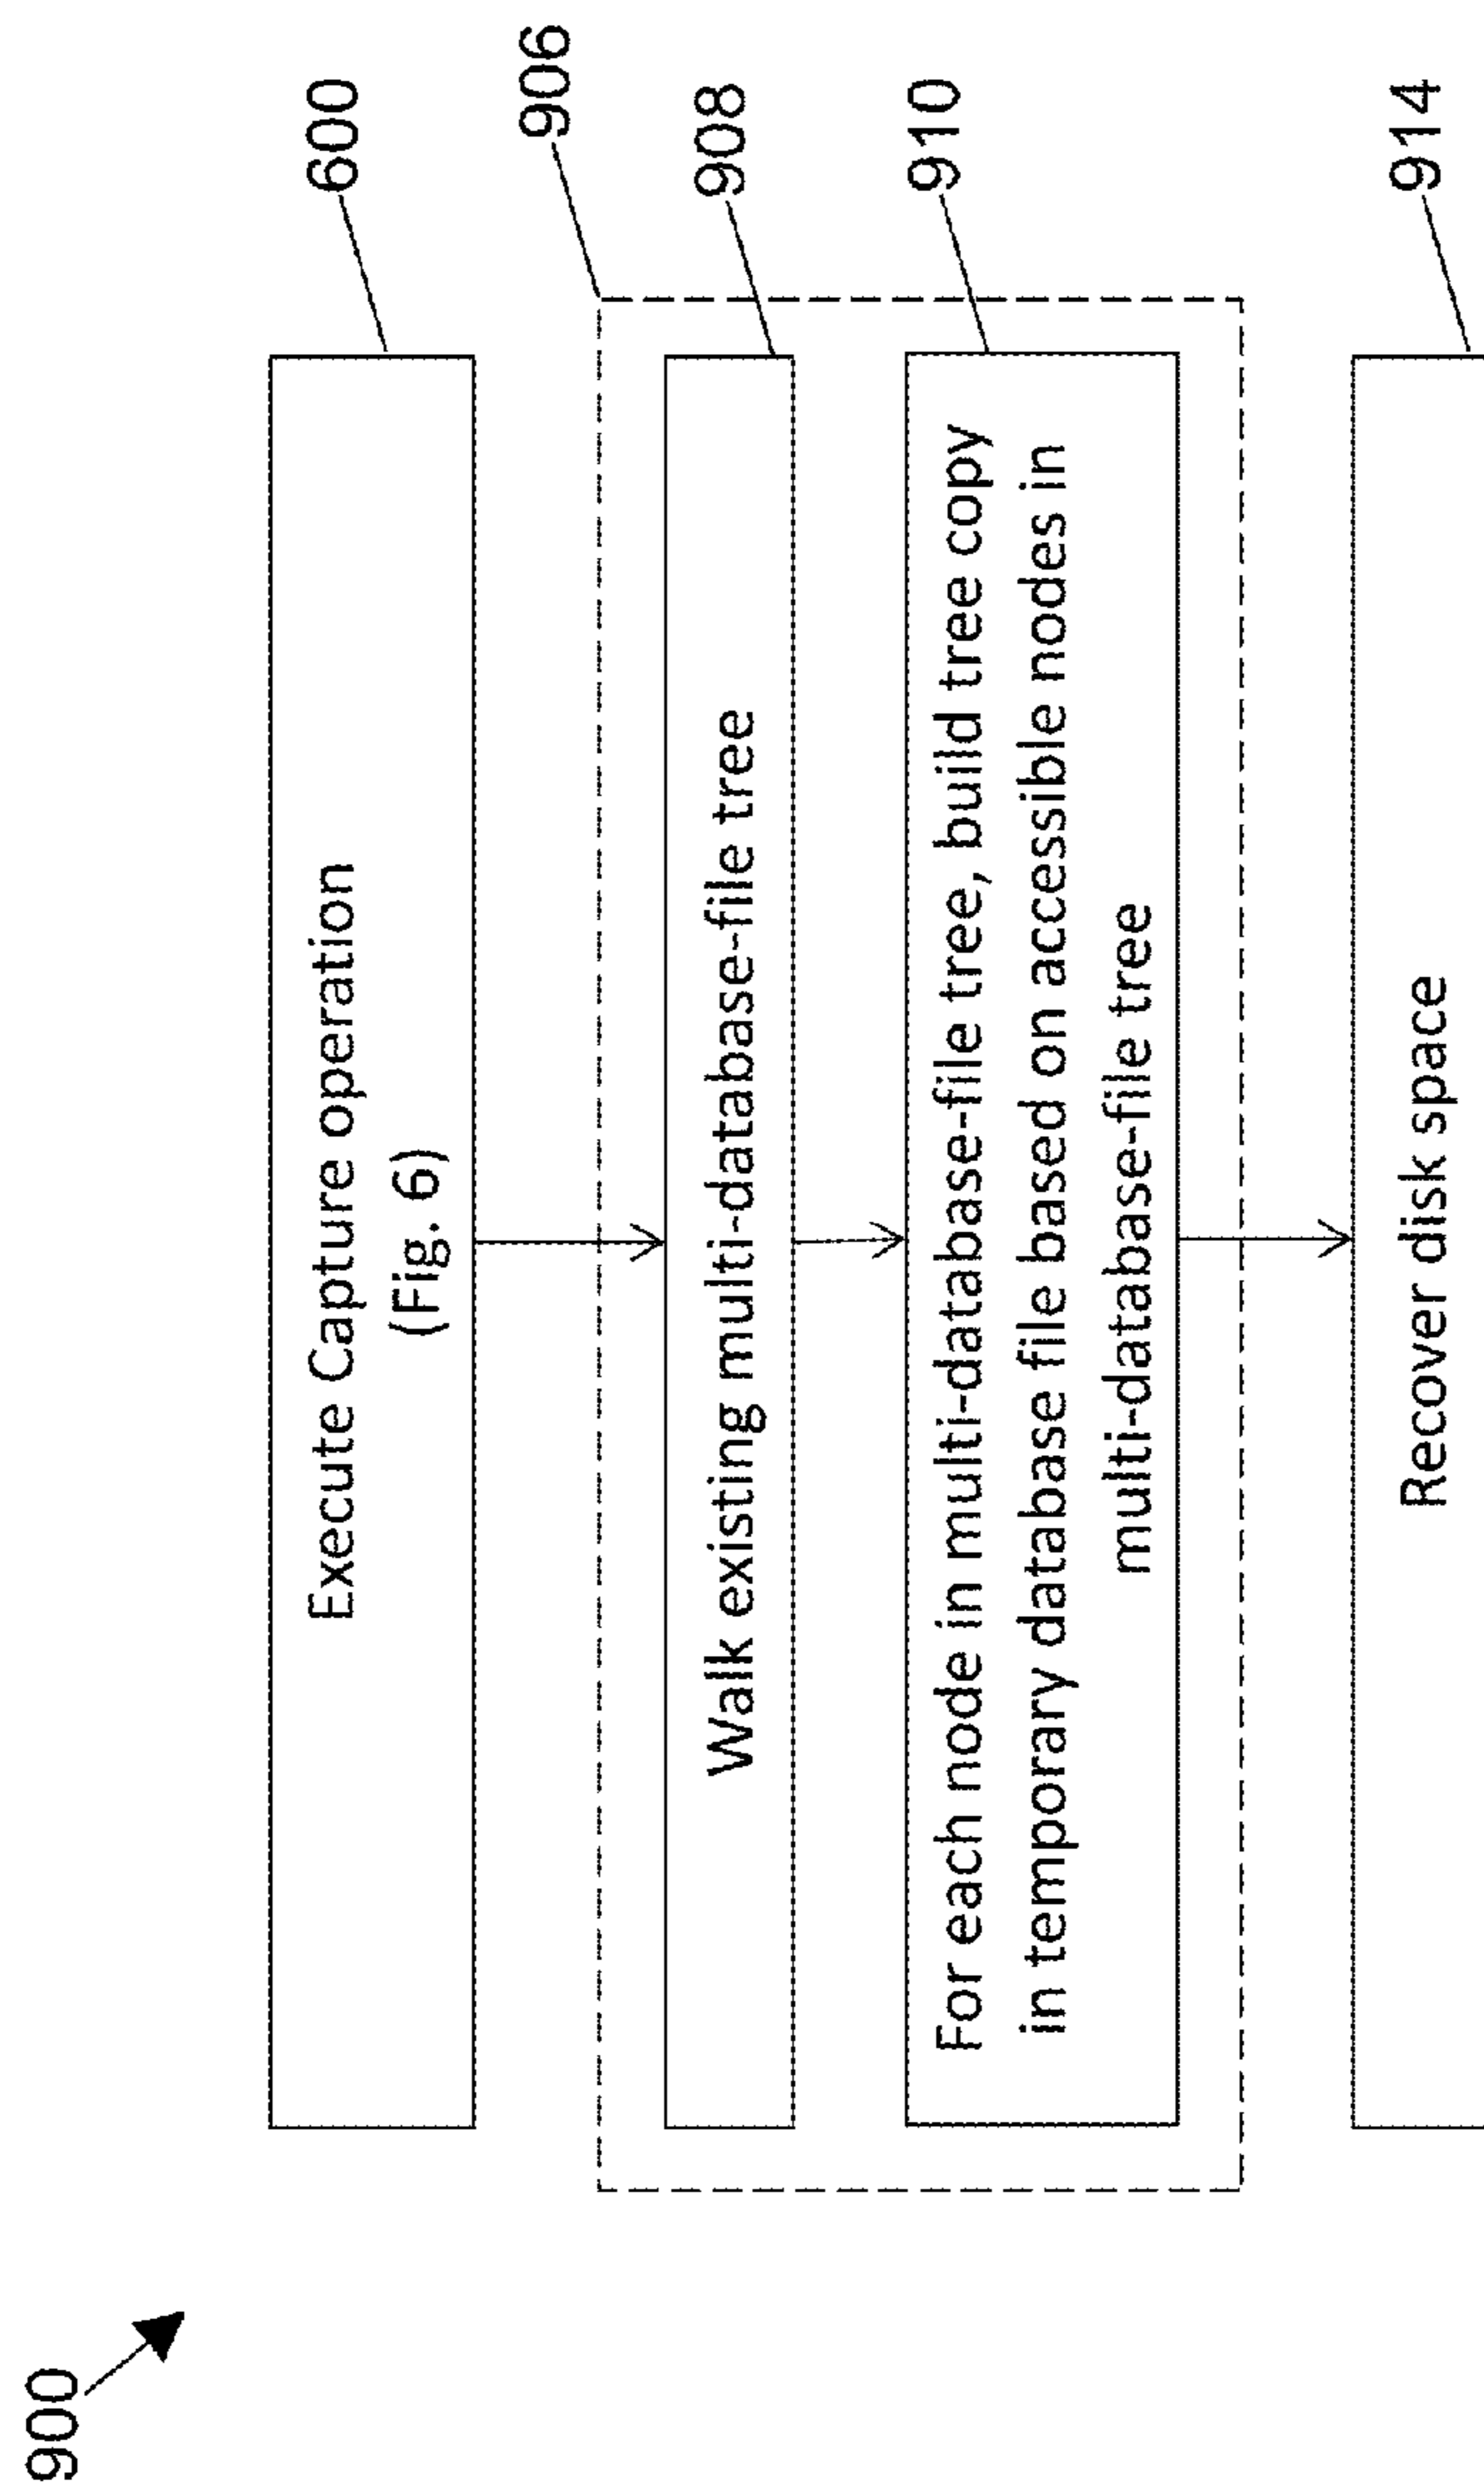 900
Execute Capture operation
(Fig. 6)
600
906
Walk existing multi-database-file tree
908
For each node in multi-database-file tree, build tree copy
in temporary database file based on accessible nodes in
multi-database-file tree
910
Recover disk space
914